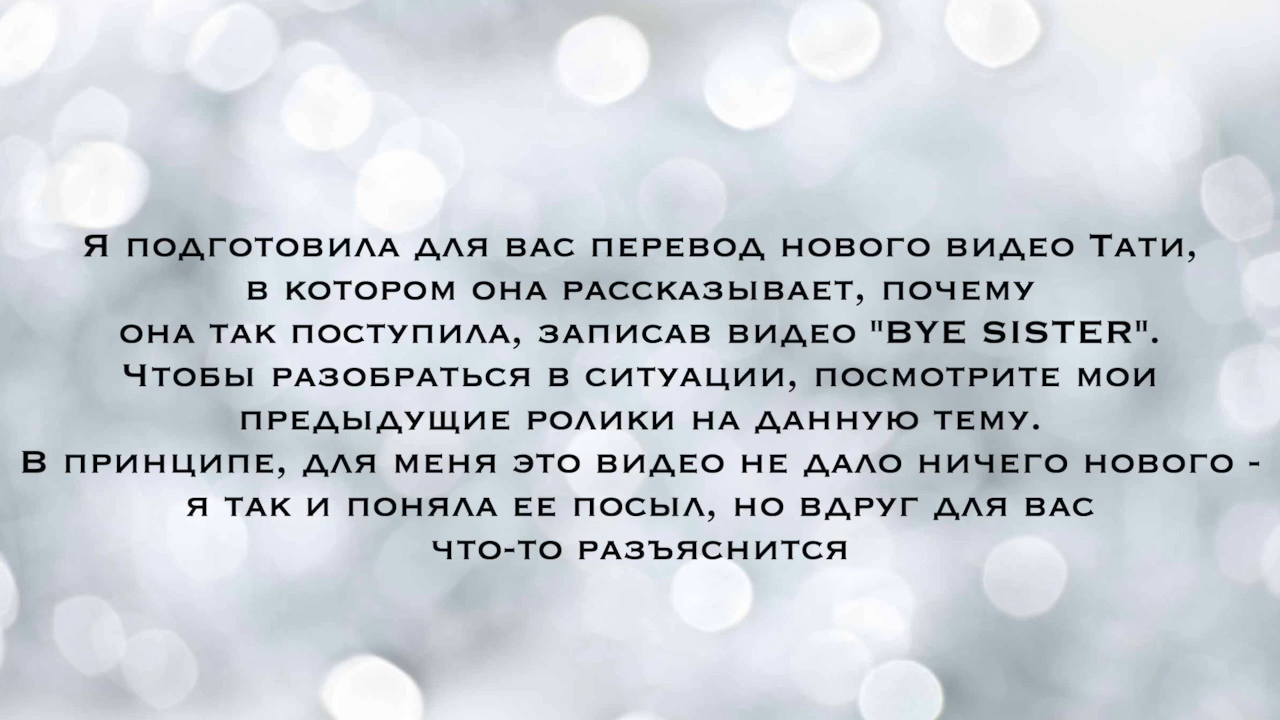 Я подготовила для вас перевод нового видео Тати,
в котором она рассказывает, почему
она так поступила, записав видео "BYE SISTER".
Чтобы разобраться в ситуации, посмотрите мои
предыдущие ролики на данную тему.
В принципе, для меня это видео не дало ничего нового -
я так и поняла ее посыл, но вдруг для вас
что-то разъяснится